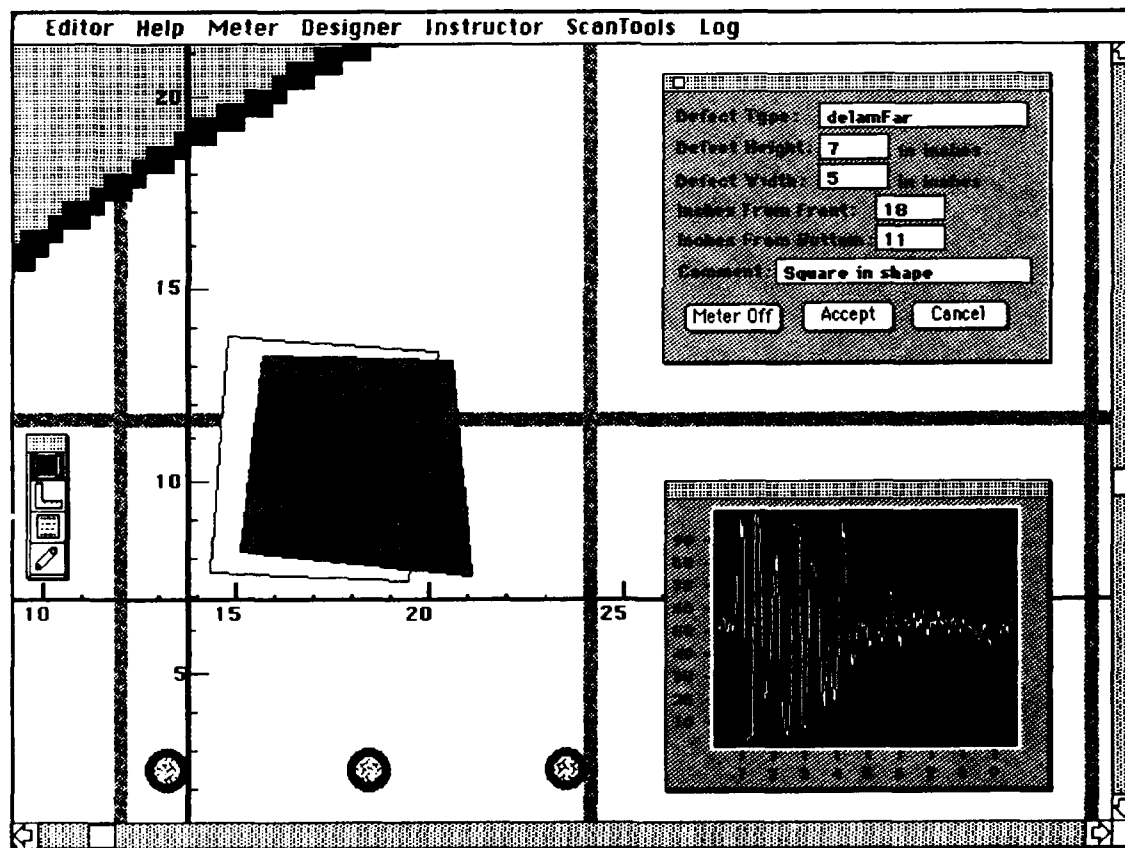 Editor Help Meter Designer Instructor ScanTools Log
20
15
10
10 15 20 25
5
Defect Type: delamFar
Defect Height: 7 in inches
Defect Width: 5 in inches
Inches From Front: 18
Inches From Bottom: 11
Comment: Square in shape
Meter Off Accept Cancel